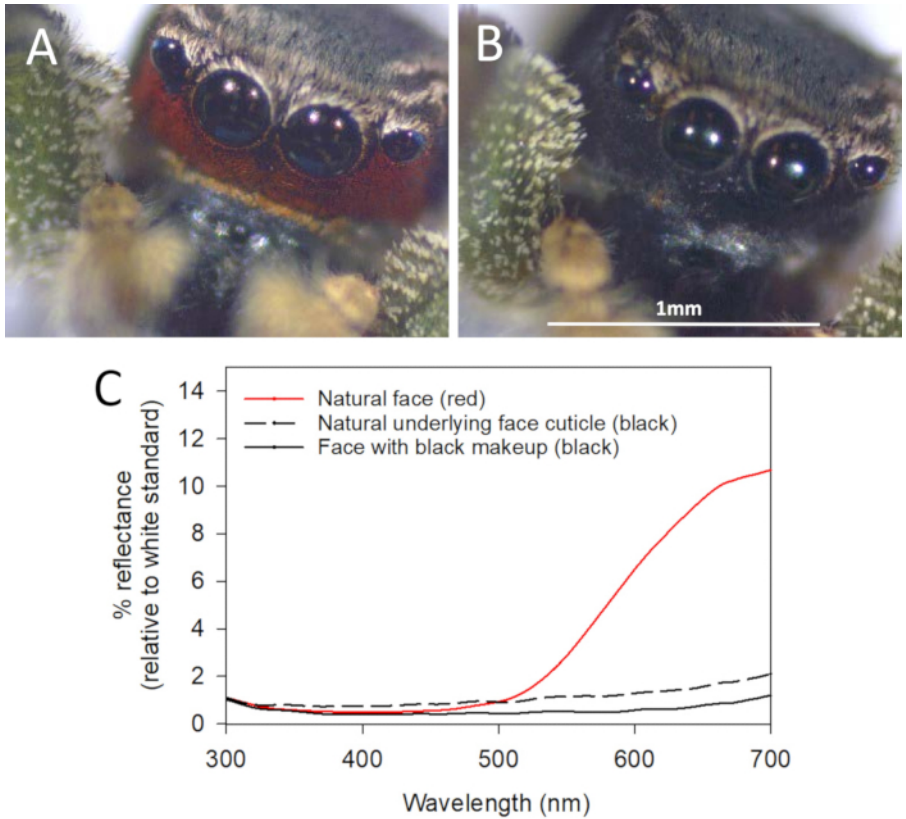 A
B
1mm
C
14
12
10
8
6
4
2
0
% reflectance
(relative to white standard)
Natural face (red)
Natural underlying face cuticle (black)
Face with black makeup (black)
300
400
500
600
700
Wavelength (nm)